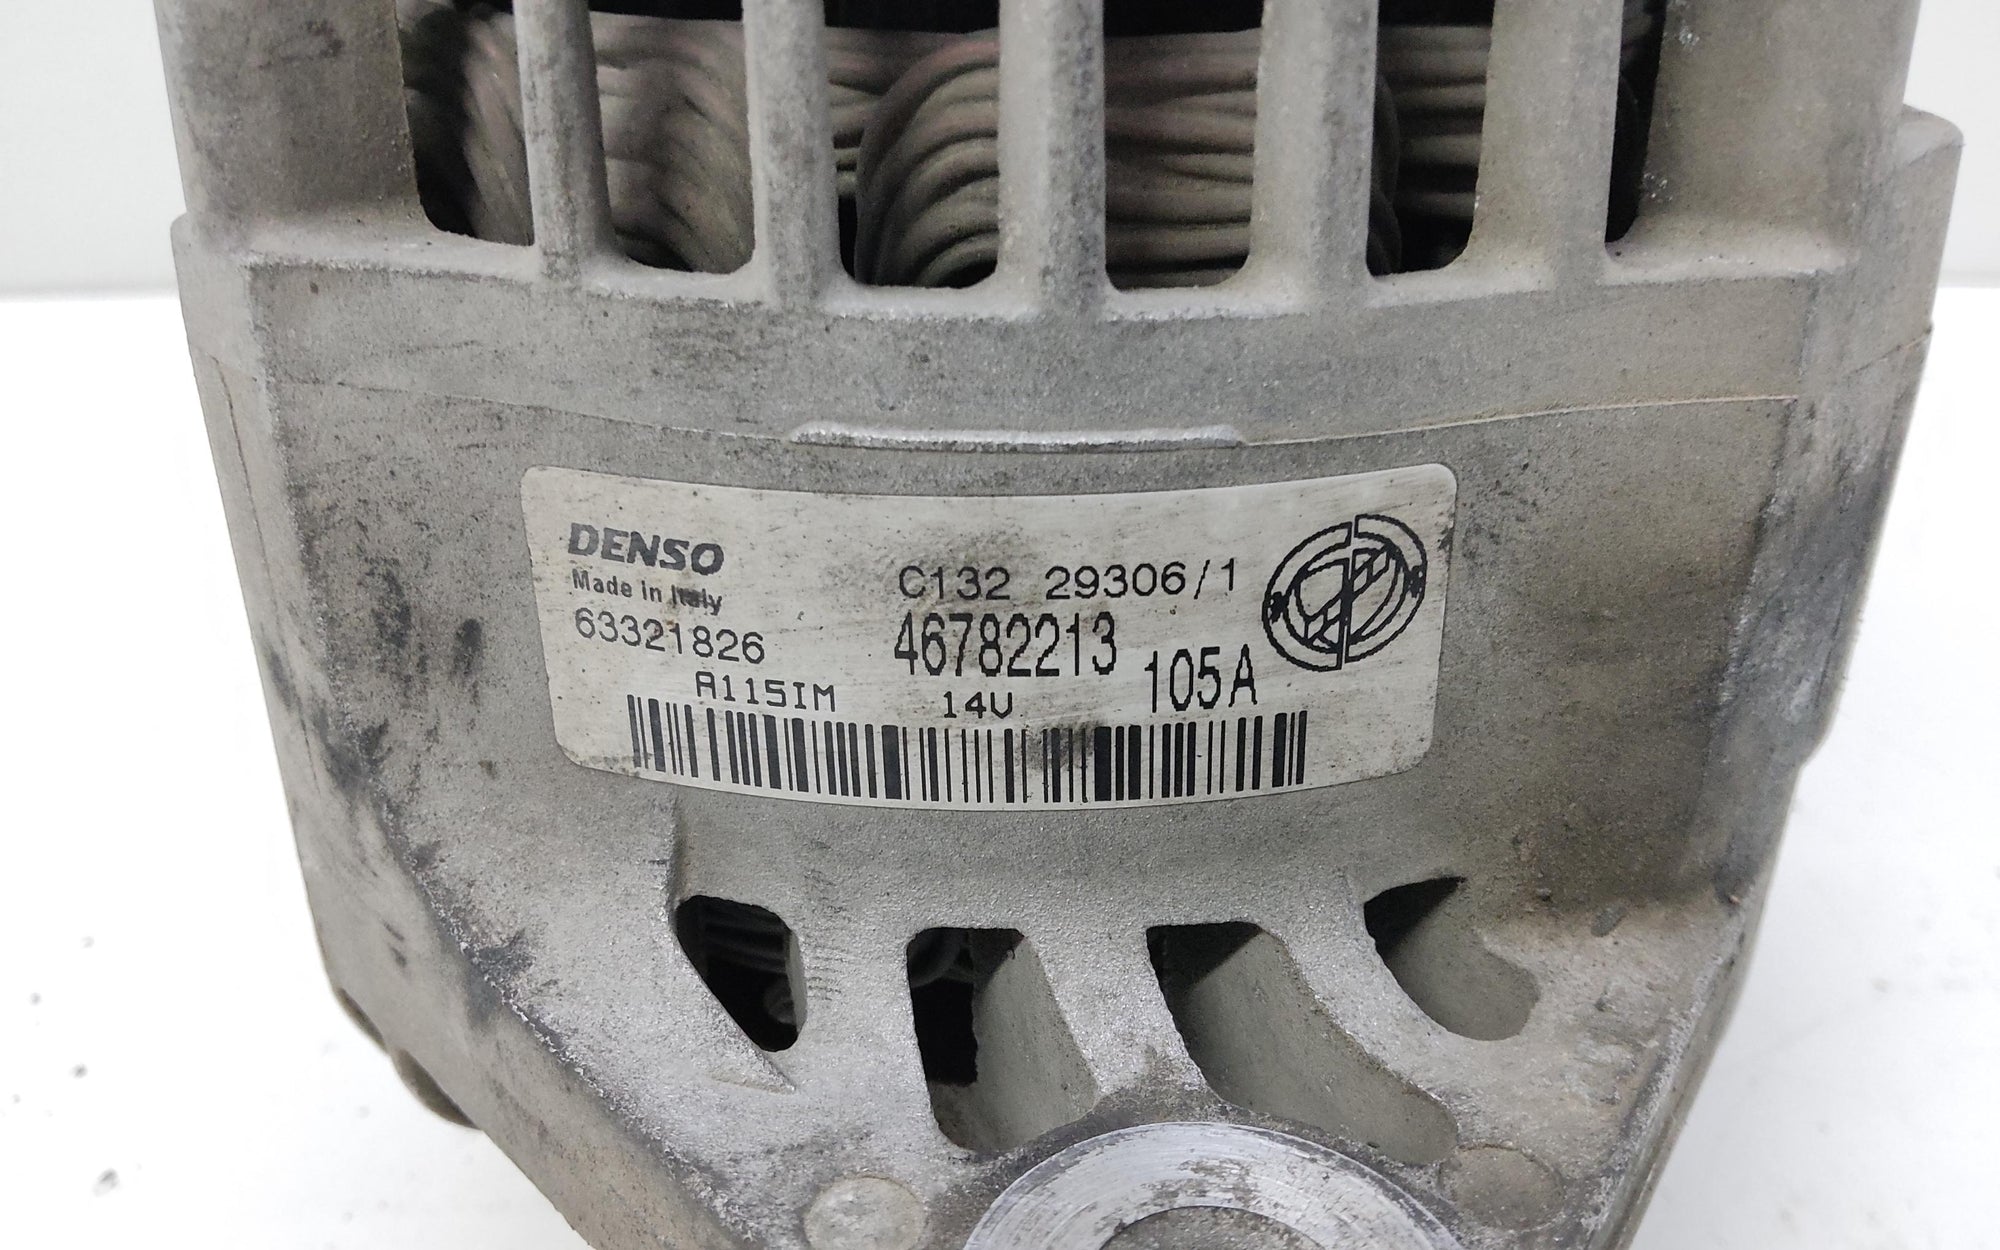 DENSO
Made in Italy
63321826
A115IM
C132 29306/1
46782213
14V
105A